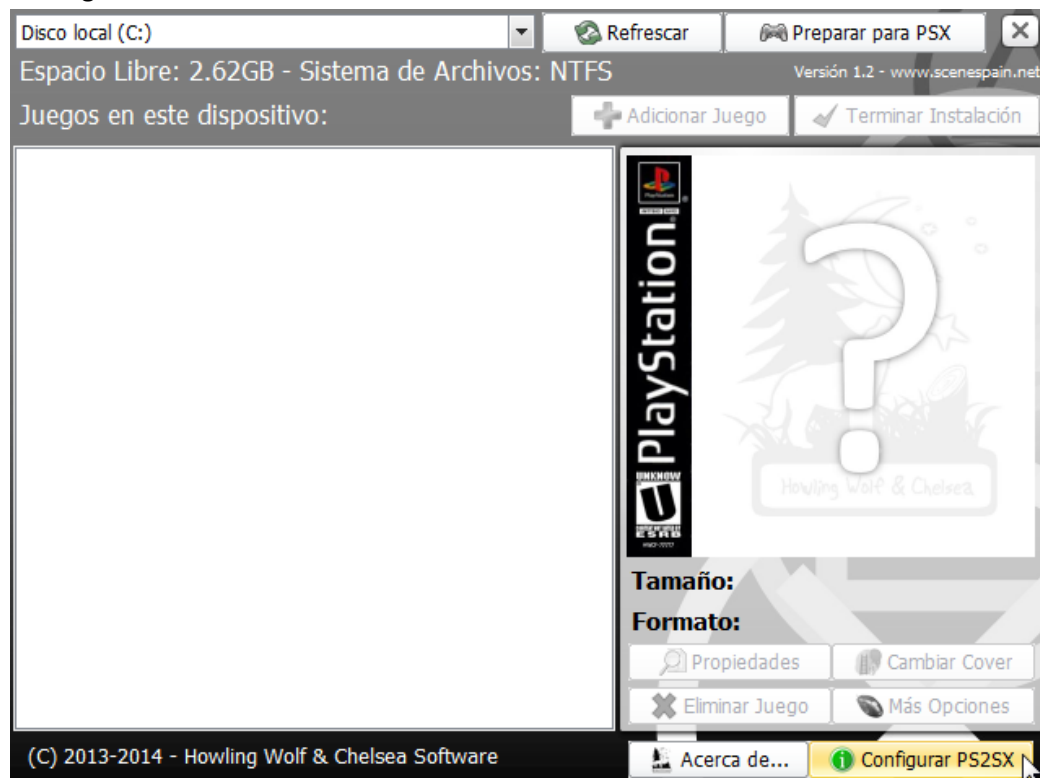 Disco local (C:)
Refrescar
Preparar para PSX
Espacio Libre: 2.62GB - Sistema de Archivos: NTFS
Versión 1.2 - www.scenespain.net
Juegos en este dispositivo:
Adicionar Juego
Terminar Instalación
PlayStation
UNKNOW
ESRB
Howling Wolf & Chelsea
Tamaño:
Formato:
Propiedades
Cambiar Cover
Eliminar Juego
Más Opciones
(C) 2013-2014 - Howling Wolf & Chelsea Software
Acerca de...
Configurar PS2SX